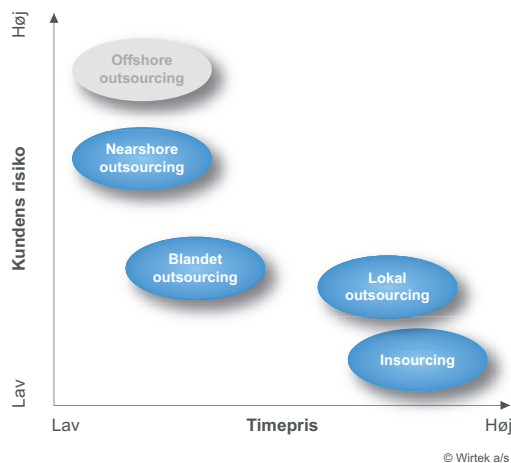 Høj
Offshore
outsourcing
Nearshore
outsourcing
Kundens risiko
Blandet
outsourcing
Lokal
outsourcing
Insourcing
Lav
Lav
Timepris
Høj
© Wirtek a/s